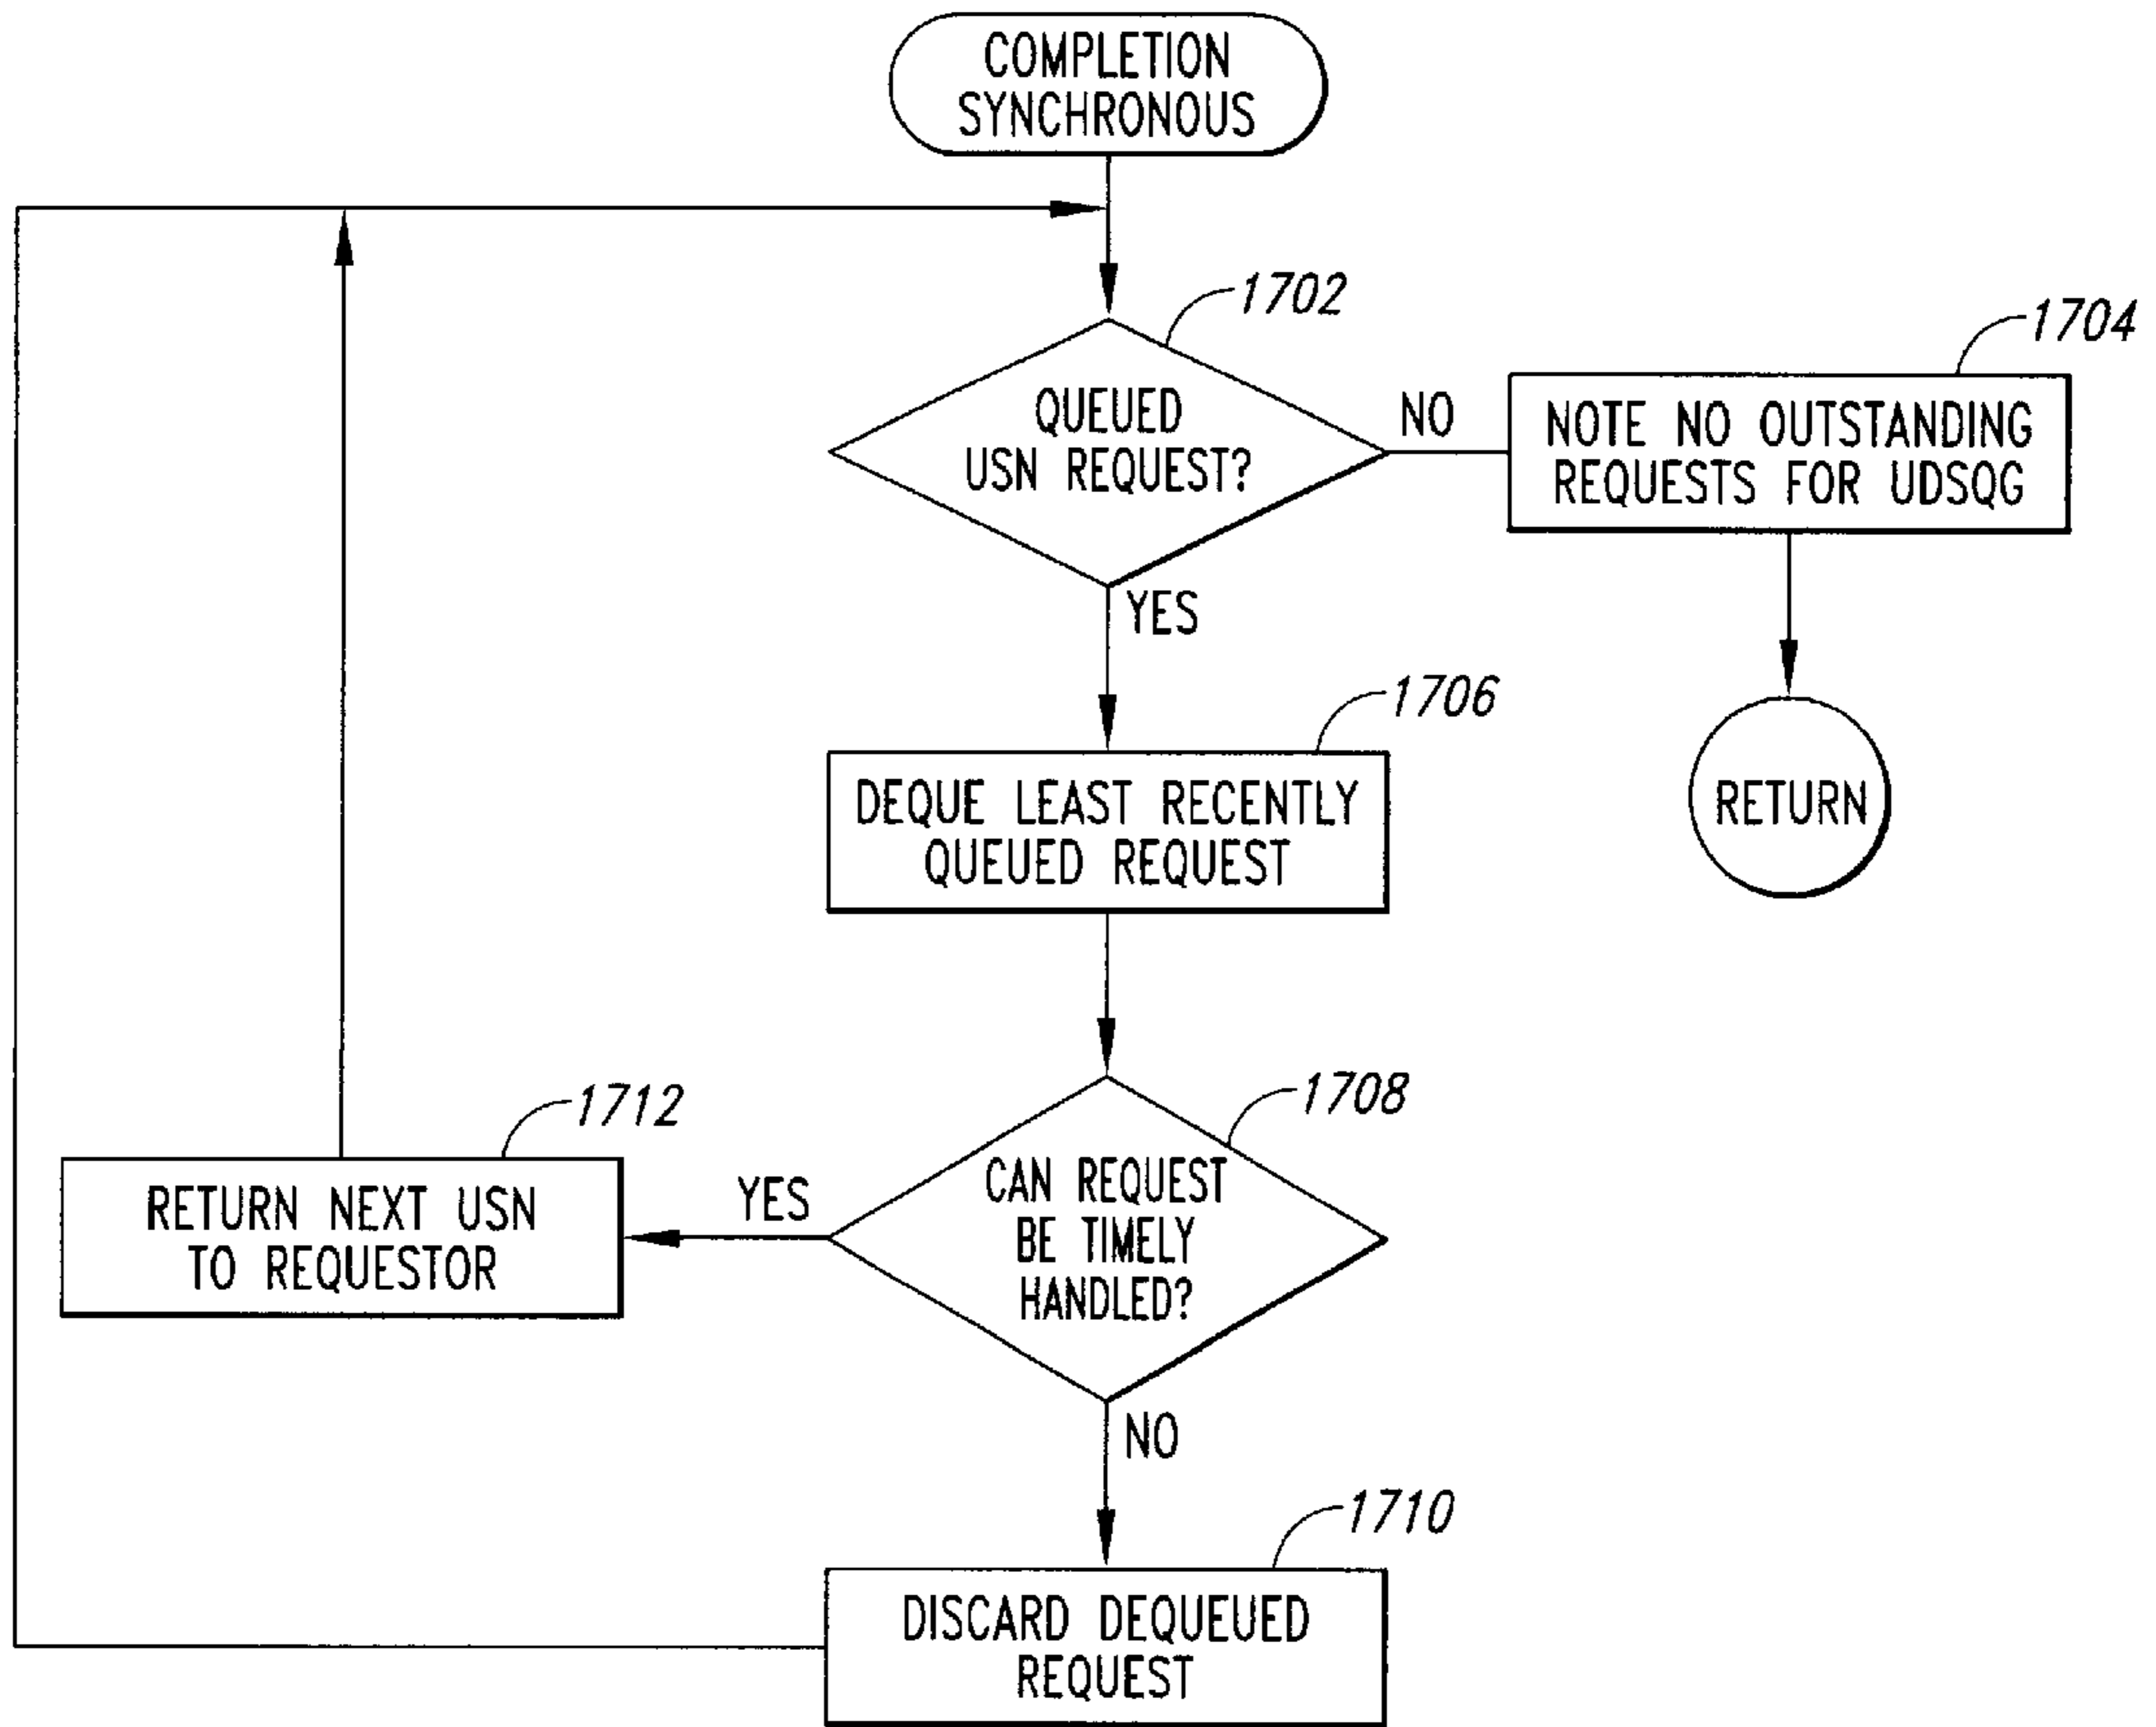 COMPLETION
SYNCHRONOUS
1702
QUEUED
USN REQUEST?
NO
1704
NOTE NO OUTSTANDING
REQUESTS FOR UDSQG
YES
RETURN
1706
DEQUE LEAST RECENTLY
QUEUED REQUEST
1708
CAN REQUEST
BE TIMELY
HANDLED?
YES
1712
RETURN NEXT USN
TO REQUESTOR
NO
1710
DISCARD DEQUEUED
REQUEST